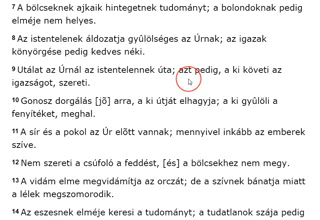 7 A bölcseknek ajkaik hintegetnek tudományt; a bolondoknak pedig
elméje nem helyes.
8 Az istentelenek áldozatja gyûlölséges az Úrnak; az igazak
könyörgése pedig kedves néki.
9 Utálat az Úrnál az istentelennek úta; azt pedig, a ki követi az
igazságot, szereti.
10 Gonosz dorgálás [jõ] arra, a ki útját elhagyja; a ki gyûlöli a
fenyítéket, meghal.
11 A sír és a pokol az Úr elõtt vannak; mennyivel inkább az emberek
szíve.
12 Nem szereti a csúfoló a feddést, [és] a bölcsekhez nem megy.
13 A vidám elme megvidámítja az orczát; de a szívnek bánatja miatt
a lélek megszomorodik.
14 Az eszesnek elméje keresi a tudományt; a tudatlanok szája pedig